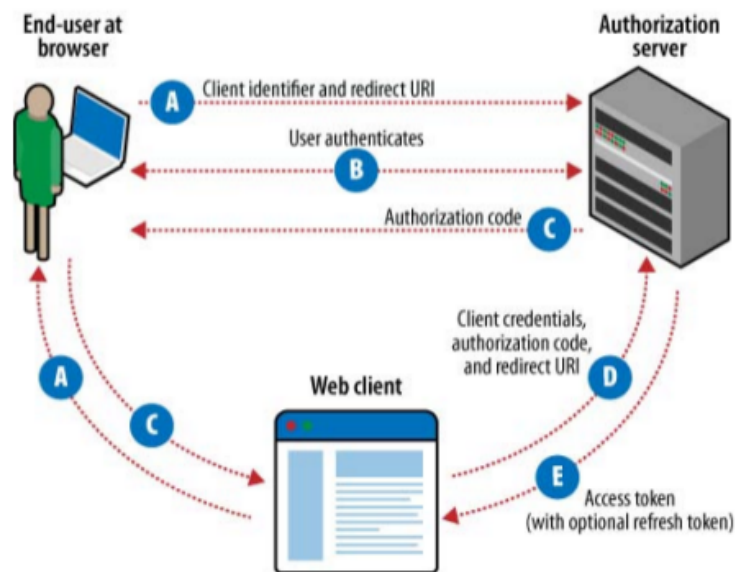 End-user at
browser
Authorization
server
A
Client identifier and redirect URI
User authenticates
B
Authorization code
C
Client credentials,
authorization code,
and redirect URI
D
A
Web client
C
E
Access token
(with optional refresh token)